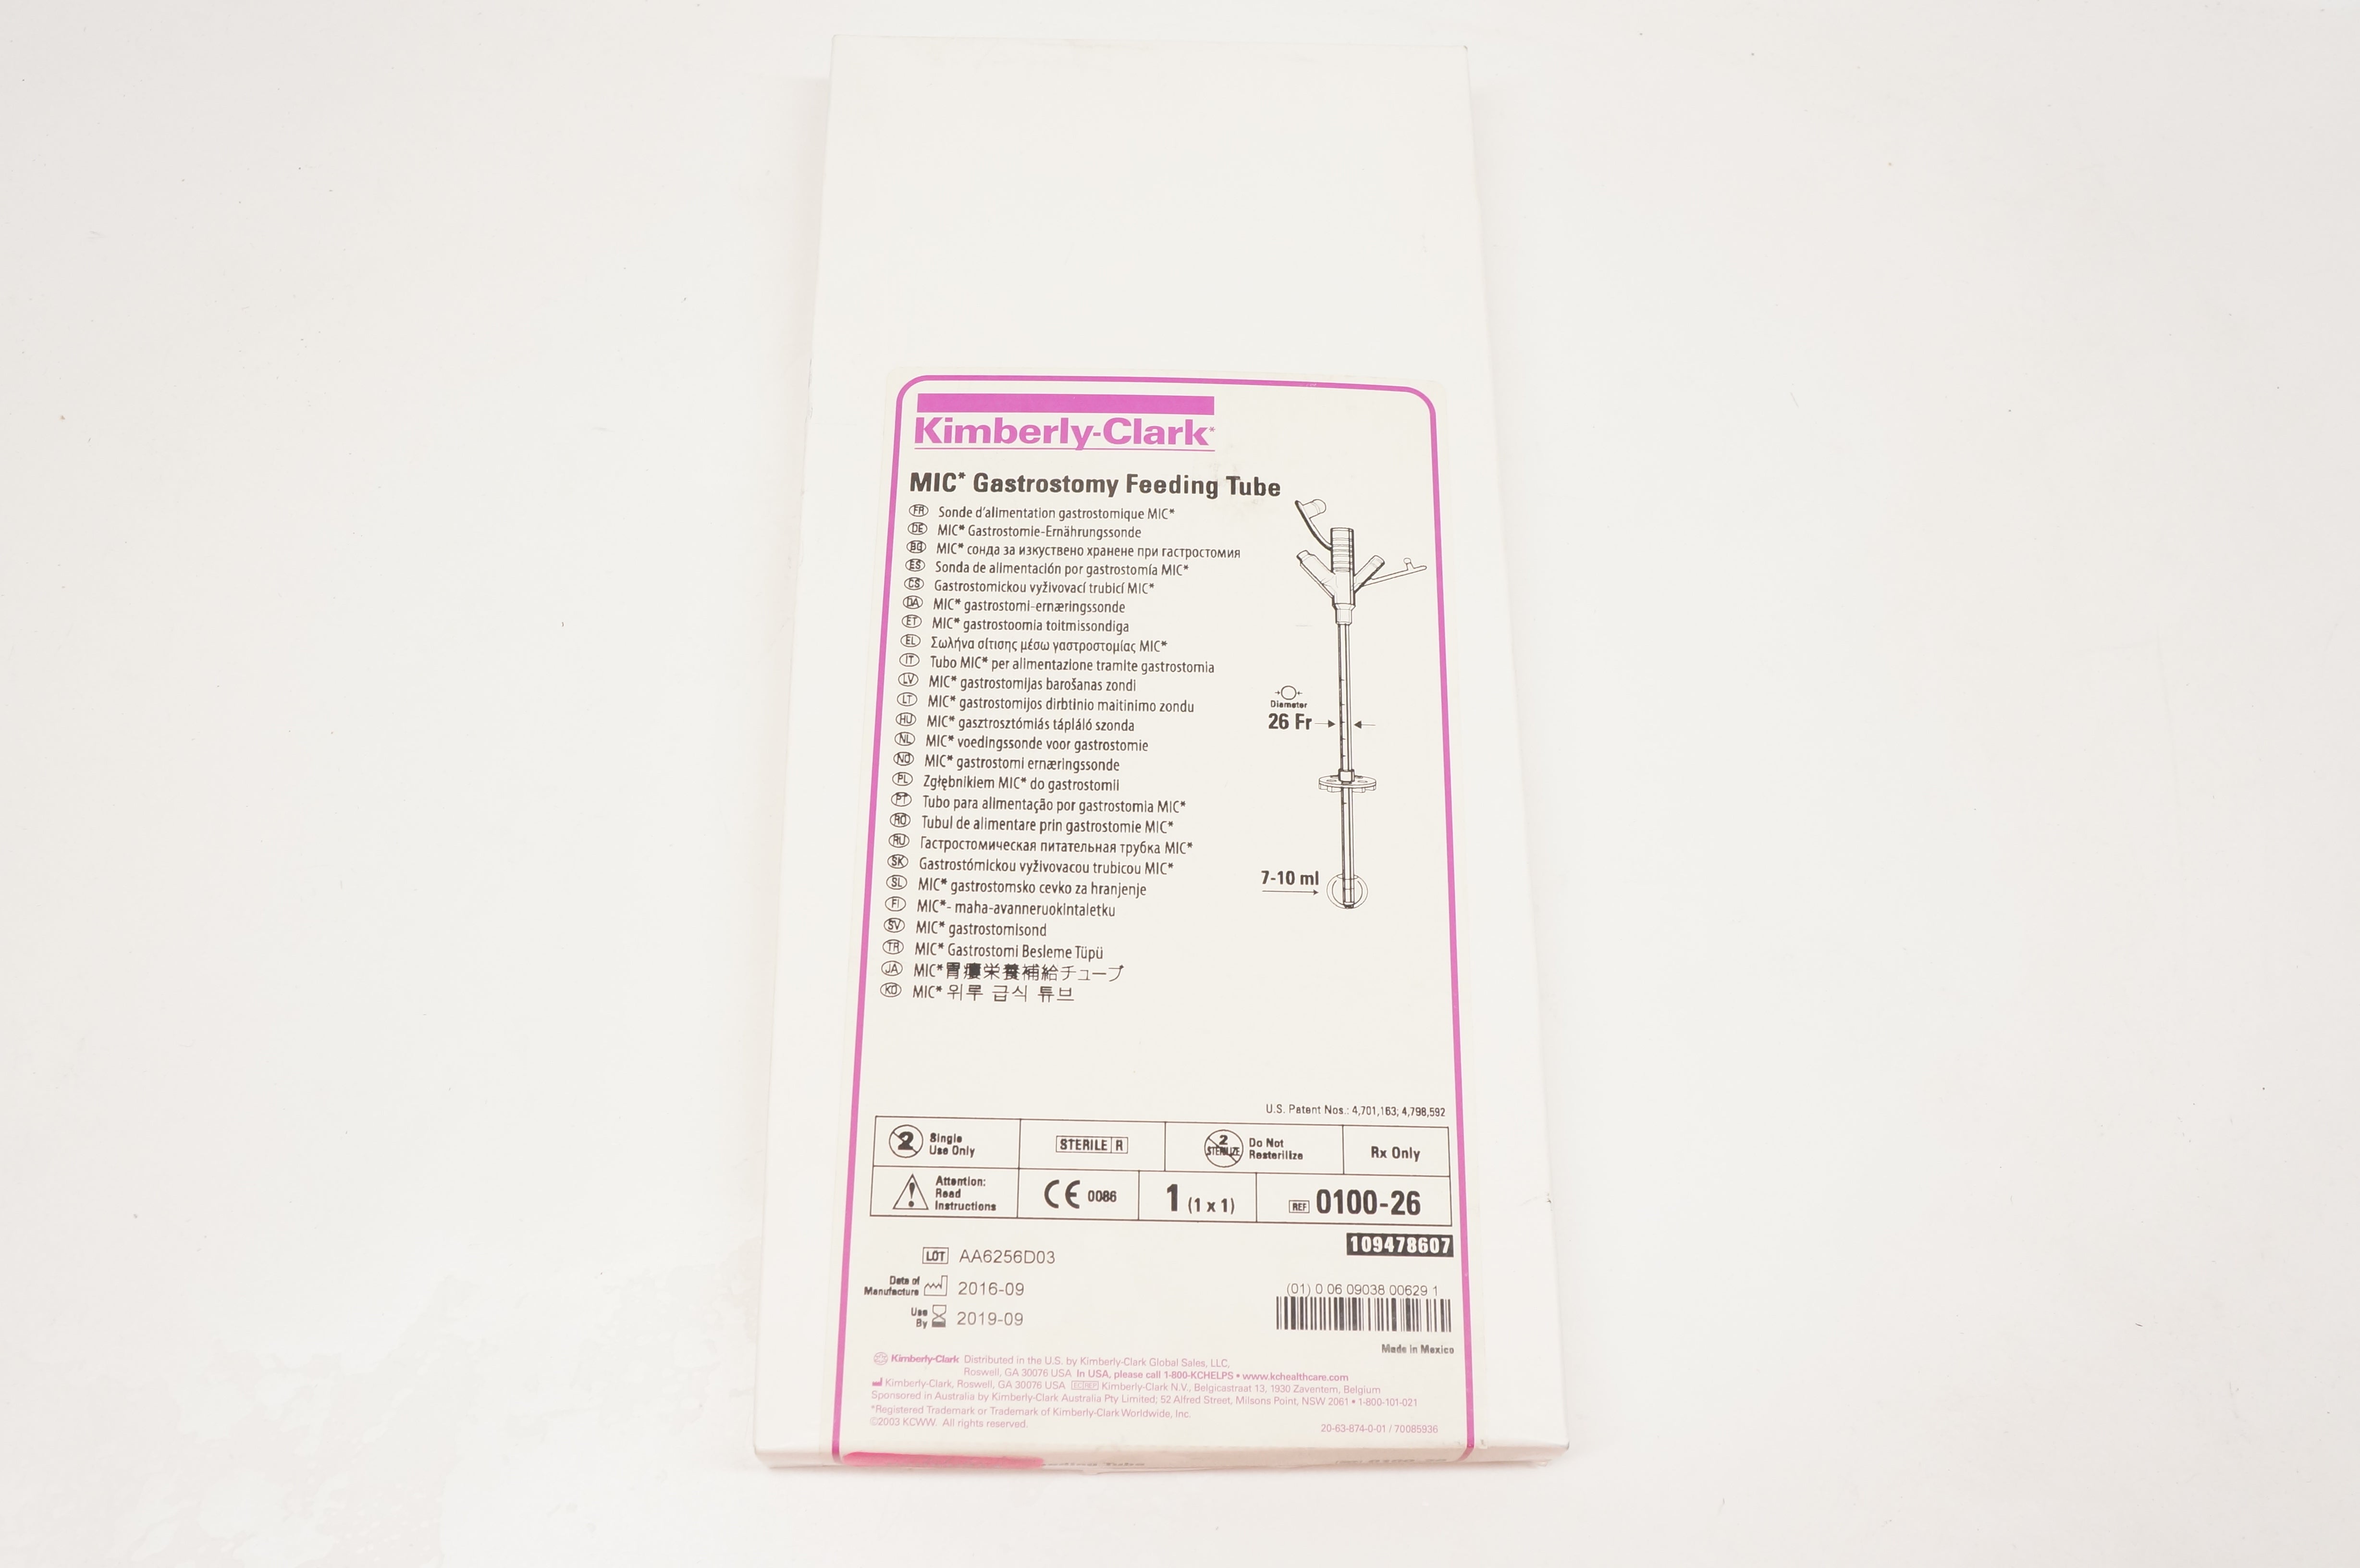 Kimberly-Clark*
MIC* Gastrostomy Feeding Tube
FR Sonde d'alimentation gastrostomique MIC*
DE MIC* Gastrostomie-Ernährungssonde
BG MIC* сонда за изкуствено хранене при гастростомия
ES Sonda de alimentación por gastrostomía MIC*
CS Gastrostomickou vyživovací trubicí MIC*
DA MIC* gastrostomi-ernæringssonde
ET MIC* gastrostoomia toitmissondiga
EL Σωλήνα σίτισης μέσω γαστροστομίας MIC*
IT Tubo MIC* per alimentazione tramite gastrostomia
LV MIC* gastrostomijas barošanas zondi
LT MIC* gastrostomijos dirbtinio maitinimo zondu
HU MIC* gasztrosztómiás tápláló szonda
NL MIC* voedingssonde voor gastrostomie
NO MIC* gastrostomi ernæringssonde
PL Zgłębnikiem MIC* do gastrostomii
PT Tubo para alimentação por gastrostomia MIC*
RO Tubul de alimentare prin gastrostomie MIC*
RU Гастростомическая питательная трубка MIC*
SK Gastrostómickou vyživovacou trubicou MIC*
SL MIC* gastrostomsko cevko za hranjenje
FI MIC*- maha-avanneruokintaletku
SV MIC* gastrostomisond
TR MIC* Gastrostomi Besleme Tüpü
JA MIC*胃瘻栄養補給チューブ
KO MIC* 위루 급식 튜브
Diameter
26 Fr
7-10 ml
U.S. Patent Nos.: 4,701,163; 4,798,592
2 Single
Use Only
STERILE R
2
STERILIZE
Do Not
Resterilize
Rx Only
Attention:
Read
Instructions
CE 0086
1 (1 x 1)
REF 0100-26
109478607
LOT AA6256D03
Date of
Manufacture 2016-09
Use
By 2019-09
(01) 0 06 09038 00629 1
Made in Mexico
Kimberly-Clark Distributed in the U.S. by Kimberly-Clark Global Sales, LLC,
Roswell, GA 30076 USA In USA, please call 1-800-KCHELPS • www.kchealthcare.com
Kimberly-Clark, Roswell, GA 30076 USA EC REP Kimberly-Clark N.V., Belgicastraat 13, 1930 Zaventem, Belgium
Sponsored in Australia by Kimberly-Clark Australia Pty Limited; 52 Alfred Street, Milsons Point, NSW 2061 • 1-800-101-021
*Registered Trademark or Trademark of Kimberly-Clark Worldwide, Inc.
©2003 KCWW. All rights reserved.
20-63-874-0-01 / 70085936